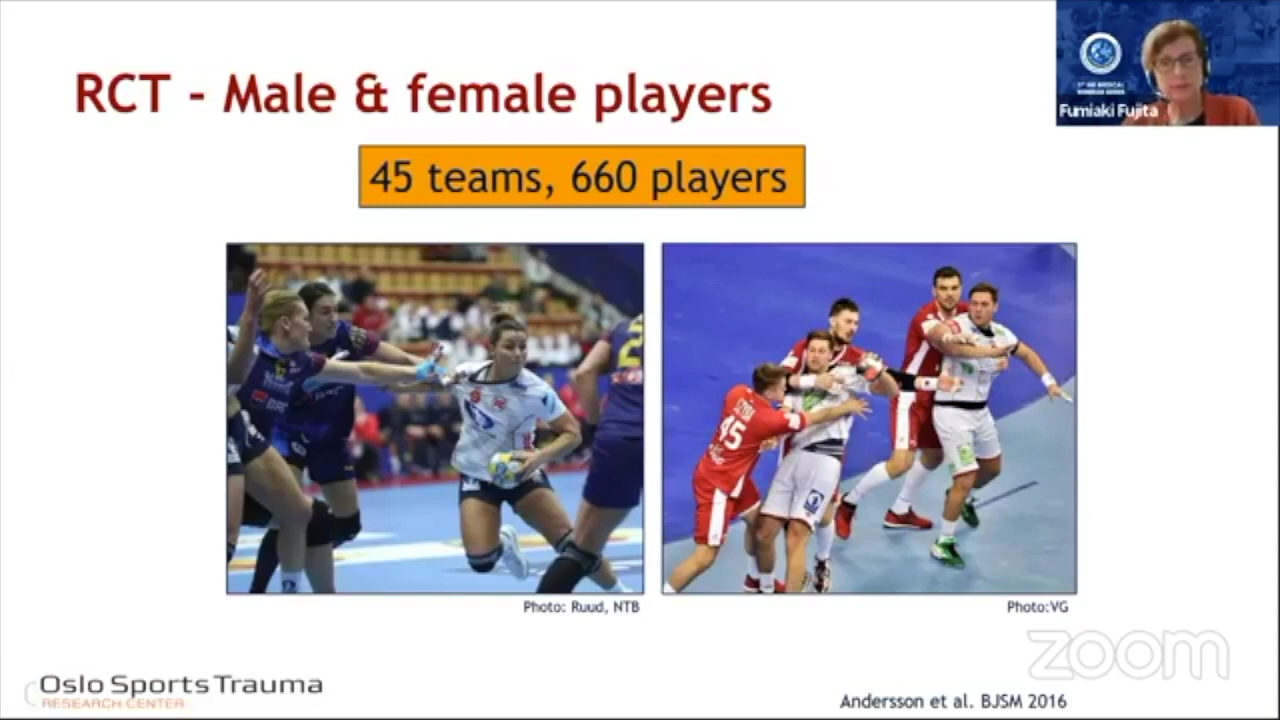 RCT - Male & female players
Fumiaki Fujita
45 teams, 660 players
45
Photo: Ruud, NTB
Photo:VG
zoom
Oslo Sports Trauma
RESEARCH CENTER
Andersson et al. BJSM 2016